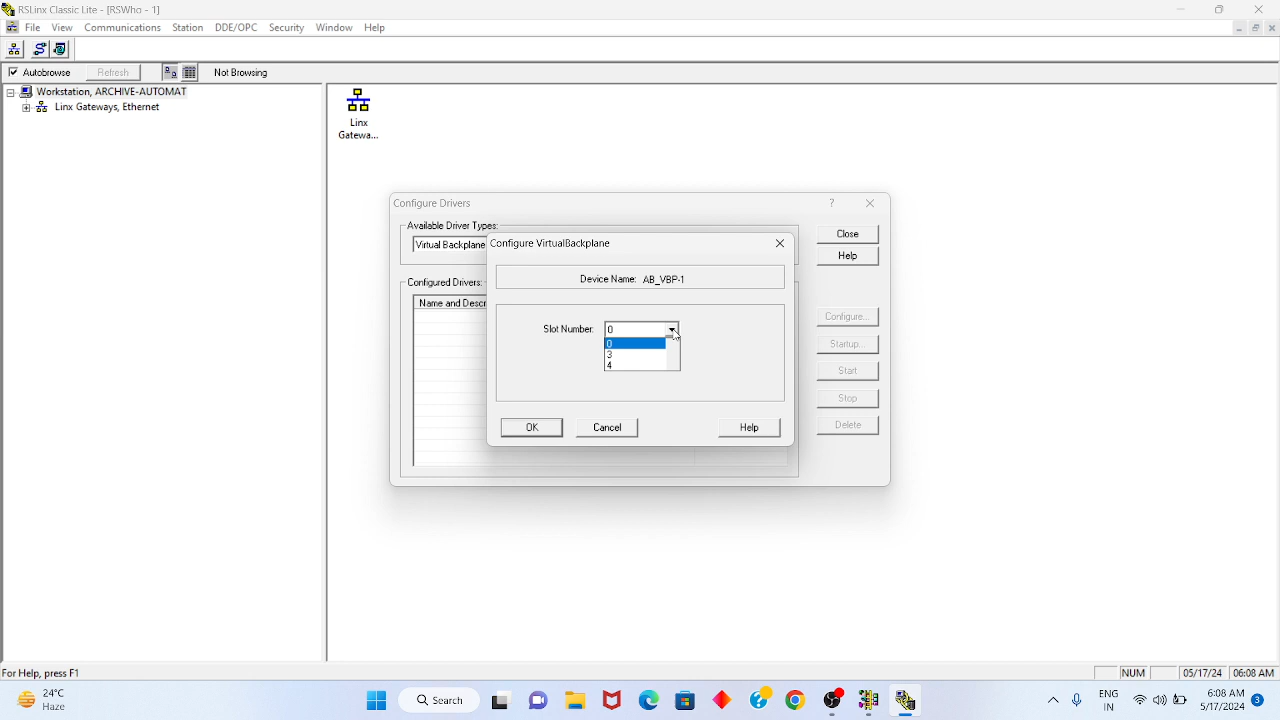 RSLinx Classic Lite - [RSWho - 1]
File View Communications Station DDE/OPC Security Window Help
Autobrowse Refresh Not Browsing
Workstation, ARCHIVE-AUTOMAT
Linx Gateways, Ethernet
Linx
Gatewa...
Configure Drivers
Available Driver Types:
Virtual Backplane
Close
Help
Configure VirtualBackplane
Device Name: AB_VBP-1
Configured Drivers:
Name and Descr
Slot Number: 0
0
3
4
OK Cancel Help
Configure...
Startup...
Start
Stop
Delete
For Help, press F1
NUM 05/17/24 06:08 AM
24°C
Haze
Search
ENG
IN
6:08 AM
5/17/2024
3